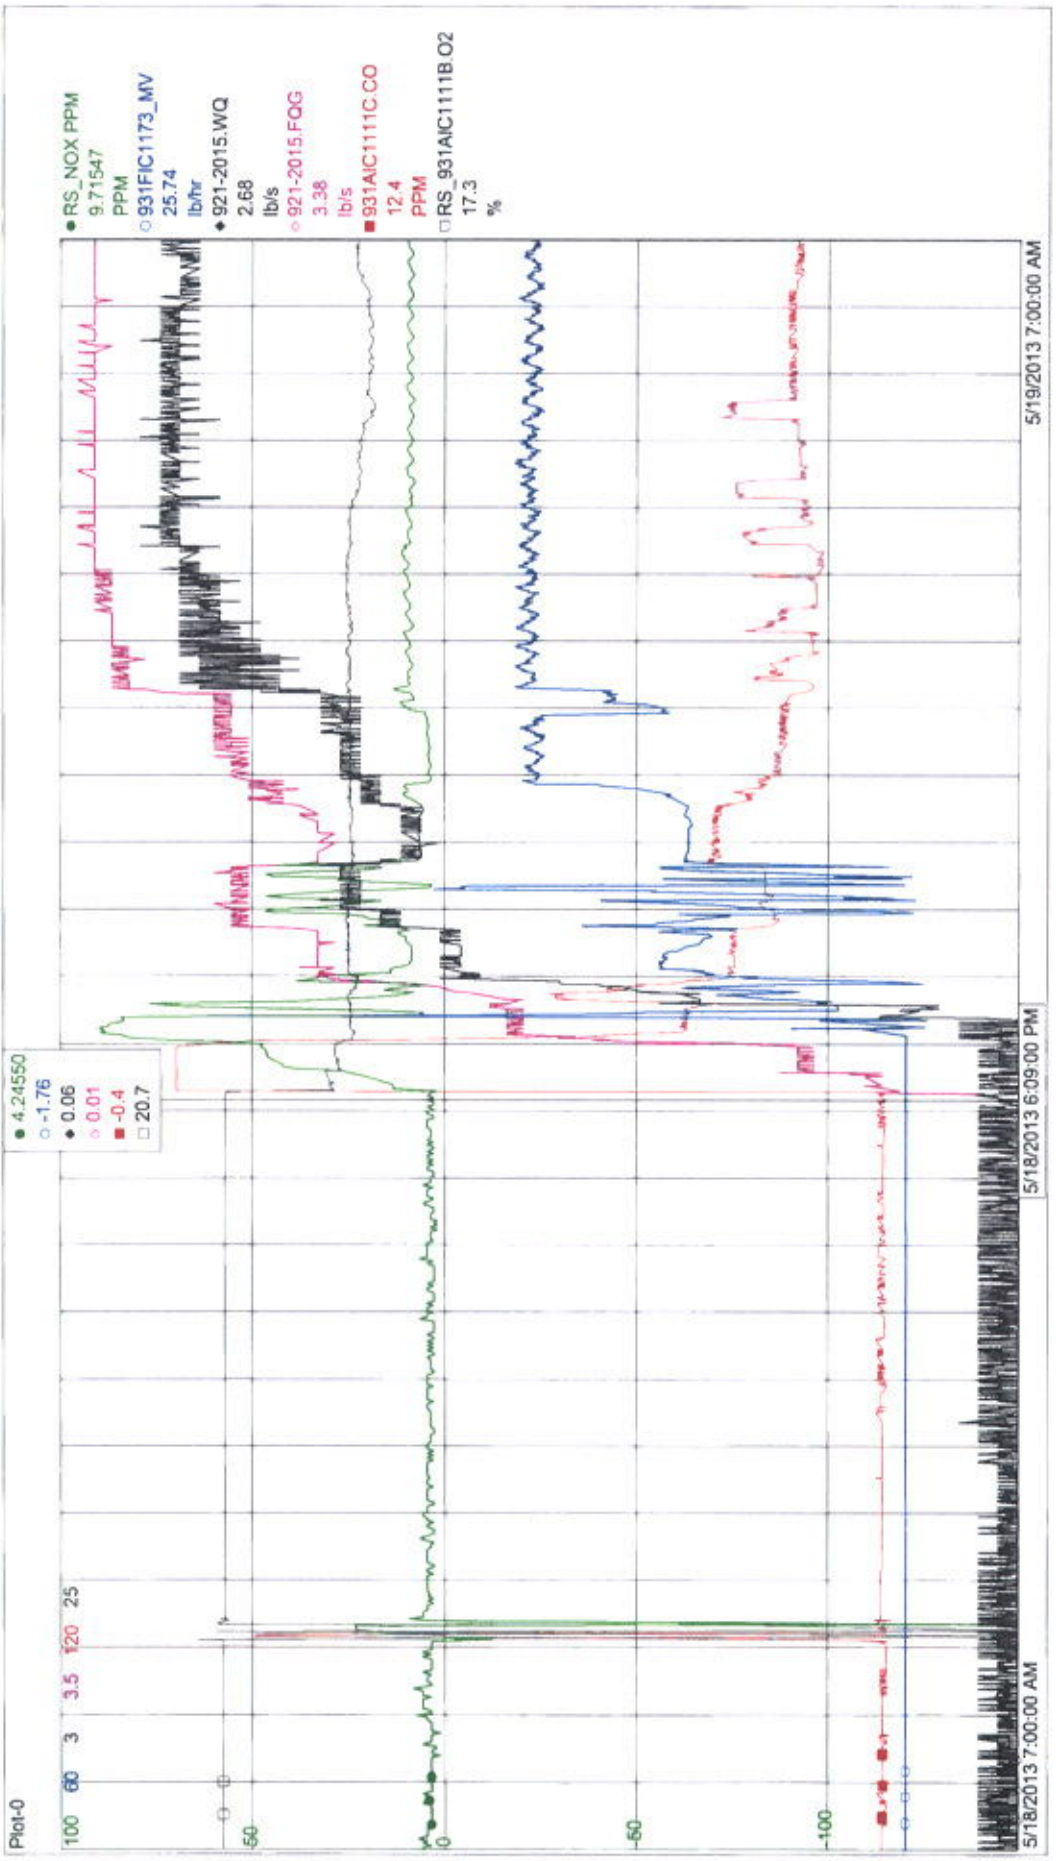 Plot-0
100 60 3 3.5 120 25
50
0
-50
-100
4.24550
-1.76
0.06
0.01
-0.4
20.7
RS_NOX PPM
9.71547
PPM
931FIC1173_MV
25.74
lb/hr
921-2015.WQ
2.68
lb/s
921-2015.FQG
3.38
lb/s
931AIC1111C.CO
12.4
PPM
RS_931AIC1111B.O2
17.3
%
5/18/2013 7:00:00 AM
5/18/2013 6:09:00 PM
5/19/2013 7:00:00 AM